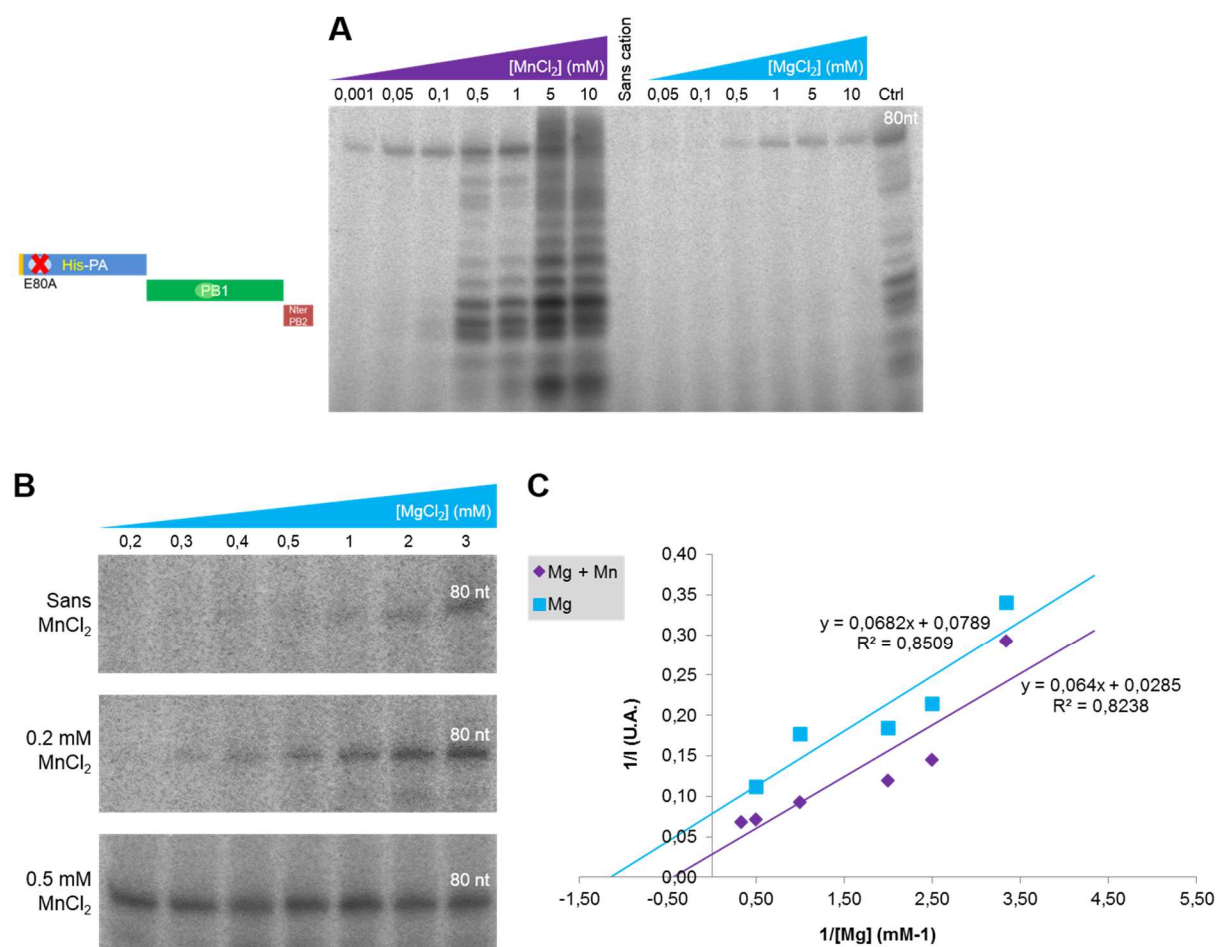 A
[MnCl2] (mM)
Sans cation
[MgCl2] (mM)
0,001 0,05 0,1 0,5 1 5 10
0,05 0,1 0,5 1 5 10 Ctrl
80nt
His-PA
E80A
PB1
Nter
PB2
B
[MgCl2] (mM)
0,2 0,3 0,4 0,5 1 2 3
Sans
MnCl2
80 nt
0.2 mM
MnCl2
80 nt
0.5 mM
MnCl2
80 nt
C
Mg + Mn
Mg
y = 0,0682x + 0,0789
R² = 0,8509
y = 0,064x + 0,0285
R² = 0,8238
1/I (U.A.)
0,40
0,35
0,30
0,25
0,20
0,15
0,10
0,05
0,00
-1,50 -0,50 0,50 1,50 2,50 3,50 4,50 5,50
1/[Mg] (mM-1)